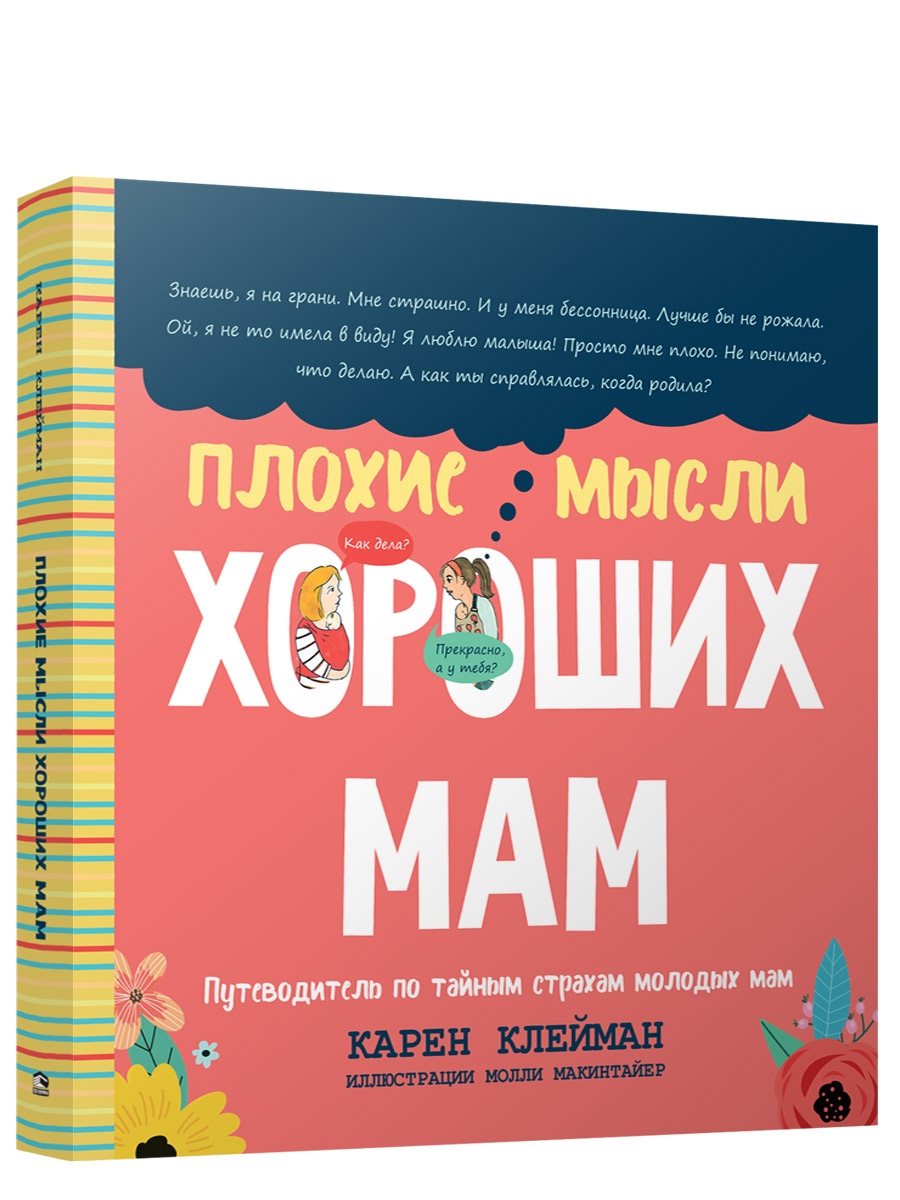 Знаешь, я на грани. Мне страшно. И у меня бессонница. Лучше бы не рожала.
Ой, я не то имела в виду! Я люблю малыша! Просто мне плохо. Не понимаю,
что делаю. А как ты справлялась, когда родила?
ПЛОХИЕ МЫСЛИ
ХОРОШИХ
Как дела?
Прекрасно,
а у тебя?
МАМ
Путеводитель по тайным страхам молодых мам
КАРЕН КЛЕЙМАН
ИЛЛЮСТРАЦИИ МОЛЛИ МАКИНТАЙЕР
КАРЕН КЛЕЙМАН
ПЛОХИЕ МЫСЛИ ХОРОШИХ МАМ